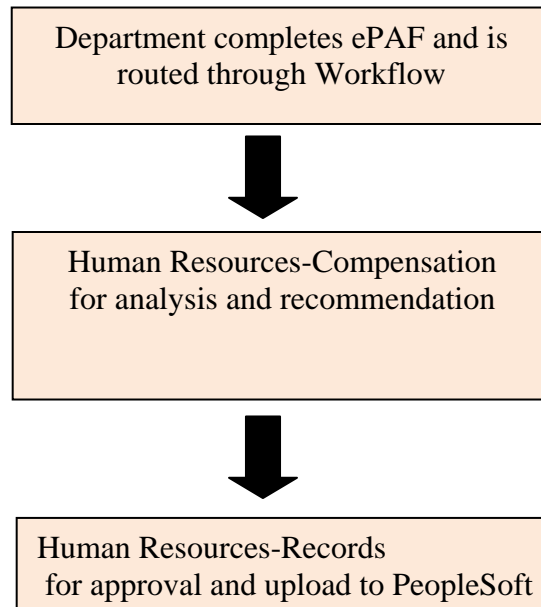 Department completes ePAF and is
routed through Workflow
Human Resources-Compensation
for analysis and recommendation
Human Resources-Records
for approval and upload to PeopleSoft